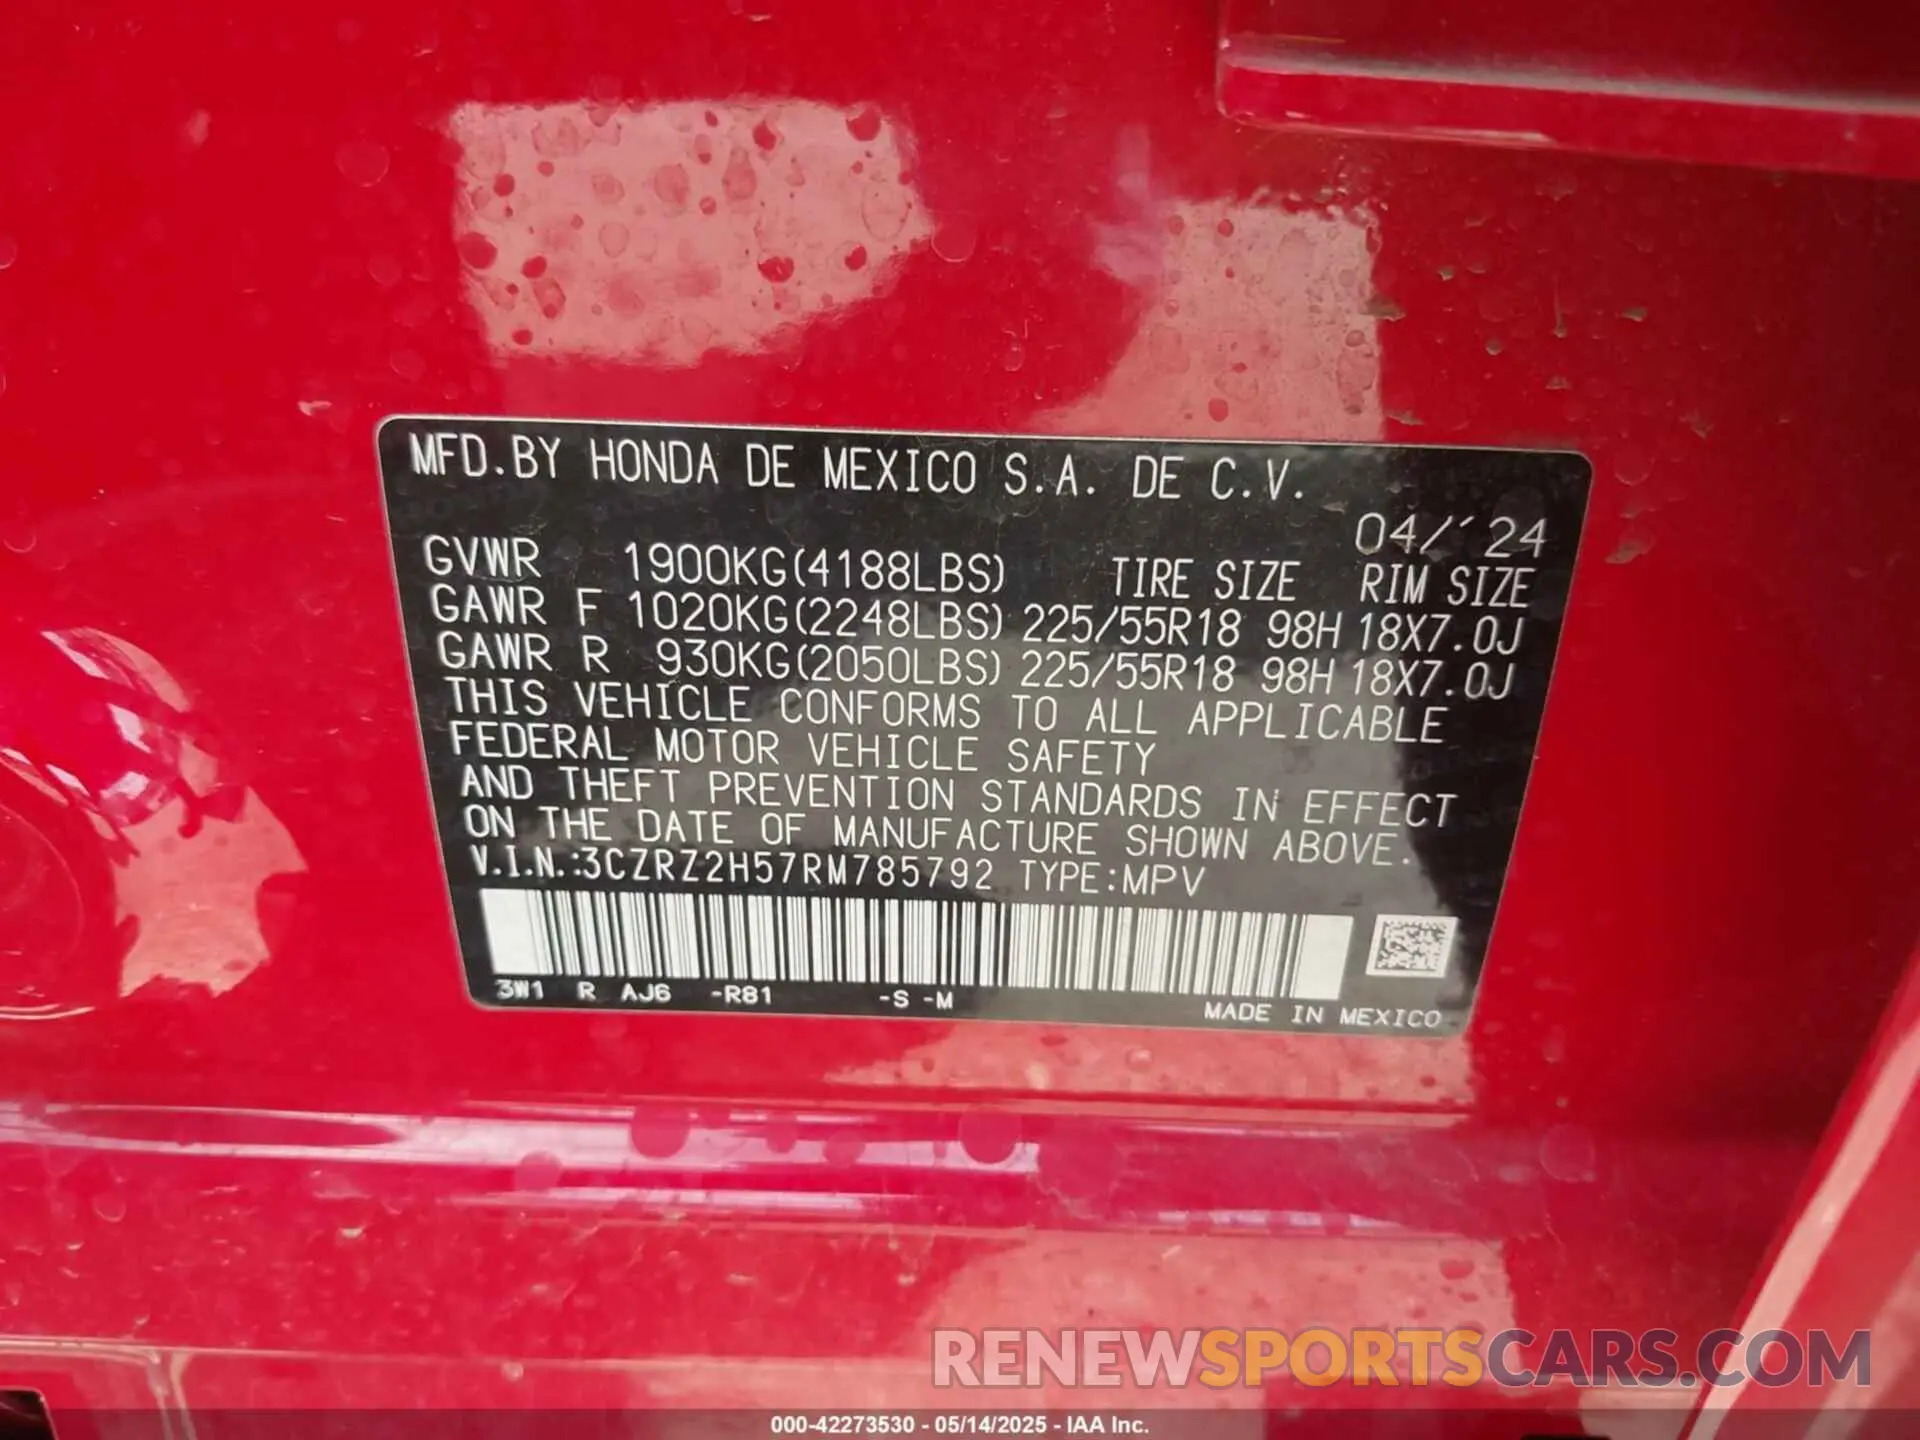 MFD.BY HONDA DE MEXICO S.A. DE C.V.
04/'24
GVWR 1900KG(4188LBS) TIRE SIZE RIM SIZE
GAWR F 1020KG(2248LBS) 225/55R18 98H 18X7.0J
GAWR R 930KG(2050LBS) 225/55R18 98H 18X7.0J
THIS VEHICLE CONFORMS TO ALL APPLICABLE
FEDERAL MOTOR VEHICLE SAFETY
AND THEFT PREVENTION STANDARDS IN EFFECT
ON THE DATE OF MANUFACTURE SHOWN ABOVE.
V.I.N.:3CZRZ2H57RM785792 TYPE:MPV
3W1 R AJ6 -R81 -S -M
MADE IN MEXICO
RENEWSPORTSCARS.COM
000-42273530 - 05/14/2025 - IAA Inc.